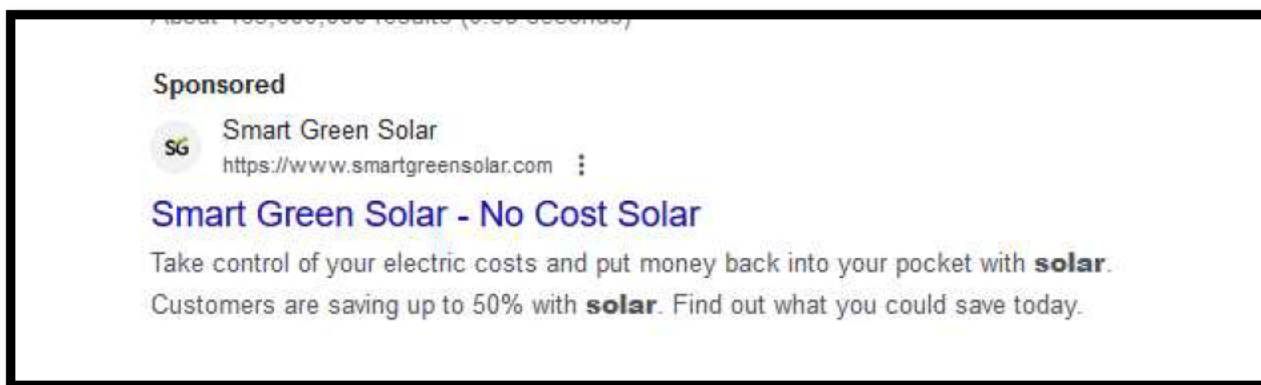 Sponsored
SG
Smart Green Solar
https://www.smartgreensolar.com
Smart Green Solar - No Cost Solar
Take control of your electric costs and put money back into your pocket with solar.
Customers are saving up to 50% with solar. Find out what you could save today.